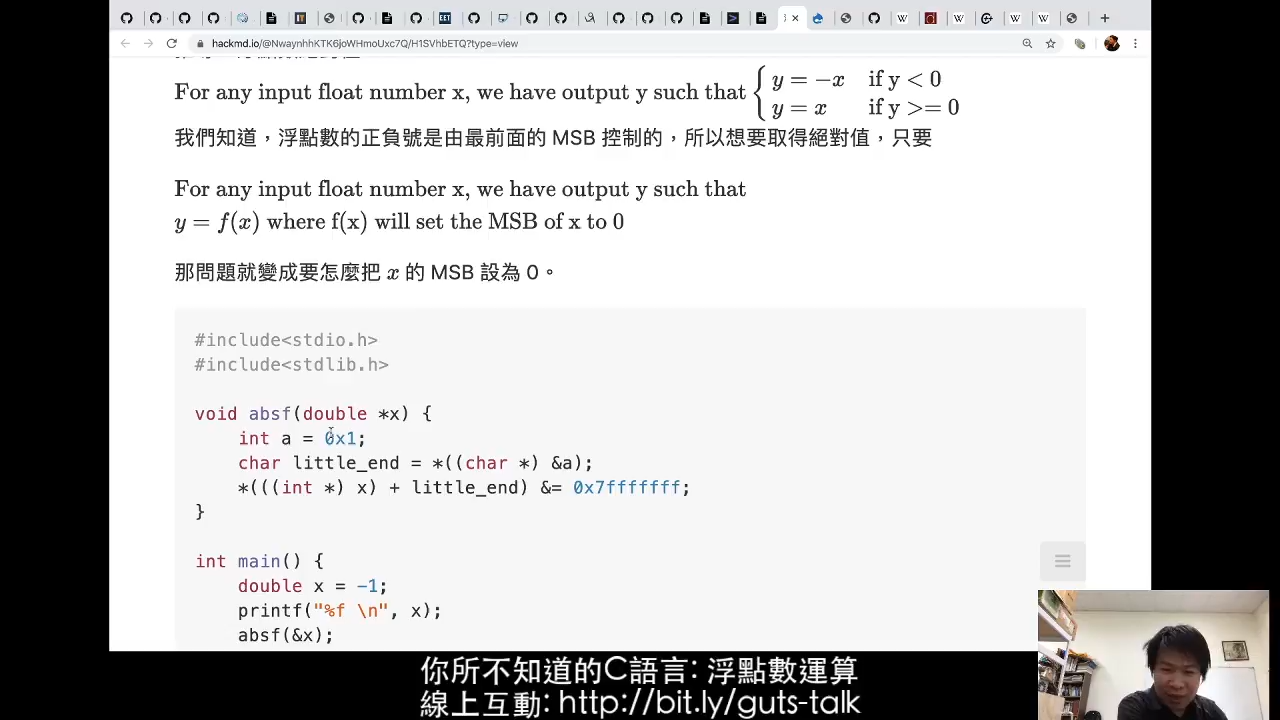 hackmd.io/@NwaynhhKTK6joWHmoUxc7Q/H1SVhbETQ?type=view
For any input float number x, we have output y such that { y = −x if y < 0
y = x if y >= 0
我們知道，浮點數的正負號是由最前面的 MSB 控制的，所以想要取得絕對值，只要
For any input float number x, we have output y such that
y = f(x) where f(x) will set the MSB of x to 0
那問題就變成要怎麼把 x 的 MSB 設為 0。
#include<stdio.h>
#include<stdlib.h>
void absf(double *x) {
    int a = 0x1;
    char little_end = *((char *) &a);
    *(((int *) x) + little_end) &= 0x7fffffff;
}
int main() {
    double x = -1;
    printf("%f \n", x);
    absf(&x);
你所不知道的C語言: 浮點數運算
線上互動: http://bit.ly/guts-talk